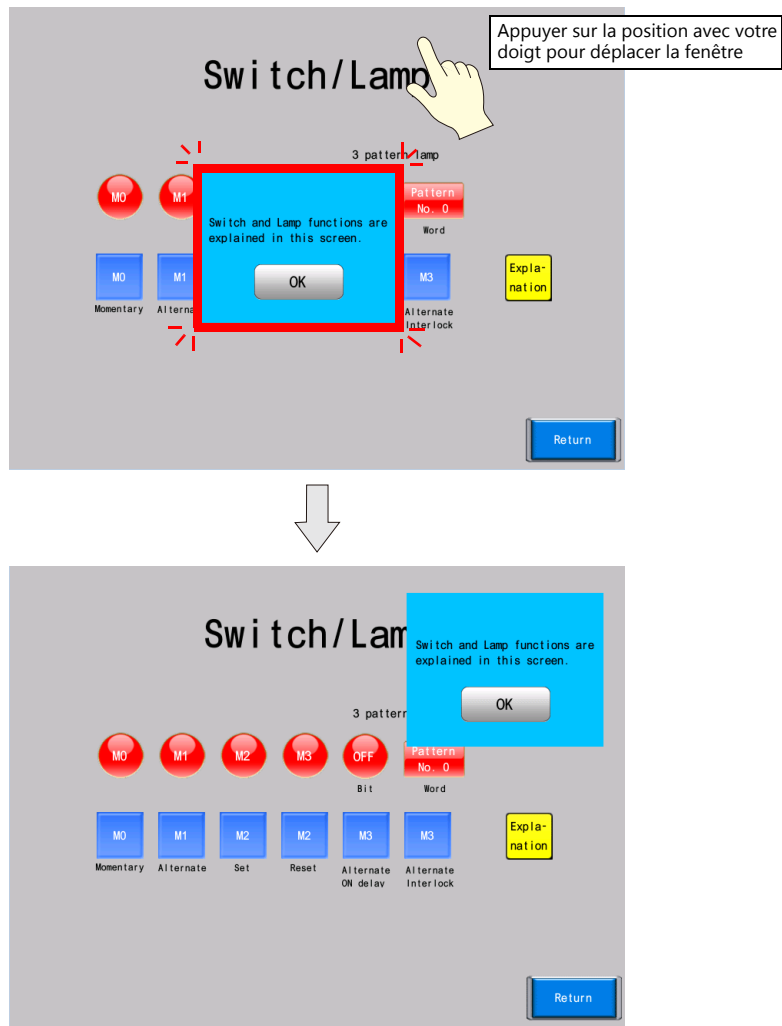 Appuyer sur la position avec votre
doigt pour déplacer la fenêtre
Switch/Lamp
3 pattern lamp
M0
M1
Pattern
No. 0
Word
Switch and Lamp functions are
explained in this screen.
OK
M0
M1
M3
Expla-
nation
Momentary
Alterna
Alternate
Interlock
Return
Switch/Lam
Switch and Lamp functions are
explained in this screen.
OK
3 pattern
M0
M1
M2
M3
OFF
Pattern
No. 0
Bit
Word
M0
M1
M2
M2
M3
M3
Expla-
nation
Momentary
Alternate
Set
Reset
Alternate
ON delay
Alternate
Interlock
Return